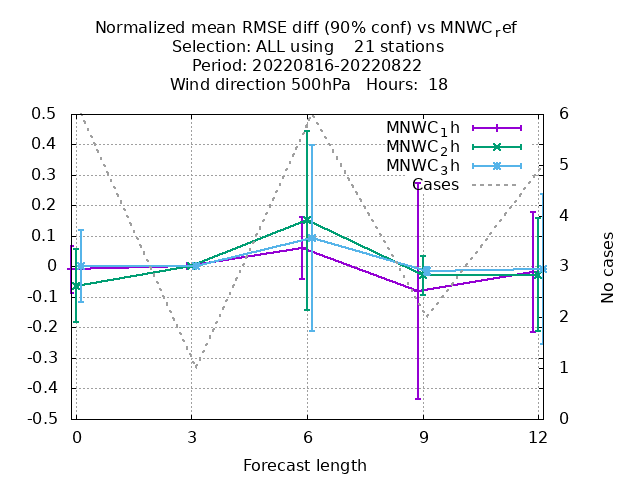 Normalized mean RMSE diff (90% conf) vs MNWC_ref
Selection: ALL using 21 stations
Period: 20220816-20220822
Wind direction 500hPa Hours: 18
MNWC_1h
MNWC_2h
MNWC_3h
Cases
0.5
0.4
0.3
0.2
0.1
0
-0.1
-0.2
-0.3
-0.4
-0.5
6
5
4
3
2
1
0
No cases
0 3 6 9 12
Forecast length